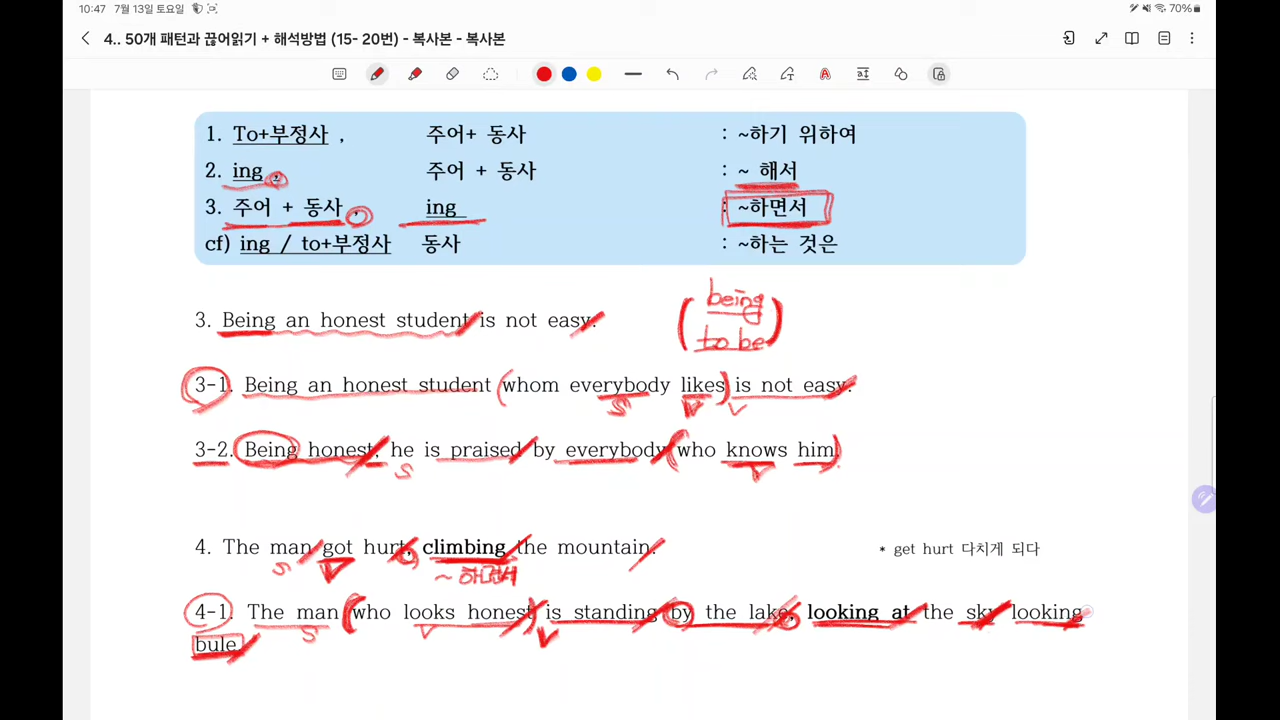 10:47 7월 13일 토요일 70%
4.. 50개 패턴과 끊어읽기 + 해석방법 (15- 20번) - 복사본 - 복사본
1. To+부정사 , 주어+ 동사 : ~하기 위하여
2. ing , 주어 + 동사 : ~ 해서
3. 주어 + 동사 , ing : ~하면서
cf) ing / to+부정사 동사 : ~하는 것은
being
3. Being an honest student is not easy.
to be
3-1. Being an honest student whom everybody likes is not easy.
S V V
3-2. Being honest, he is praised by everybody who knows him.
S V
4. The man got hurt, climbing the mountain. * get hurt 다치게 되다
S V ~하면서
4-1. The man who looks honest is standing by the lake, looking at the sky looking
S V V
bule.